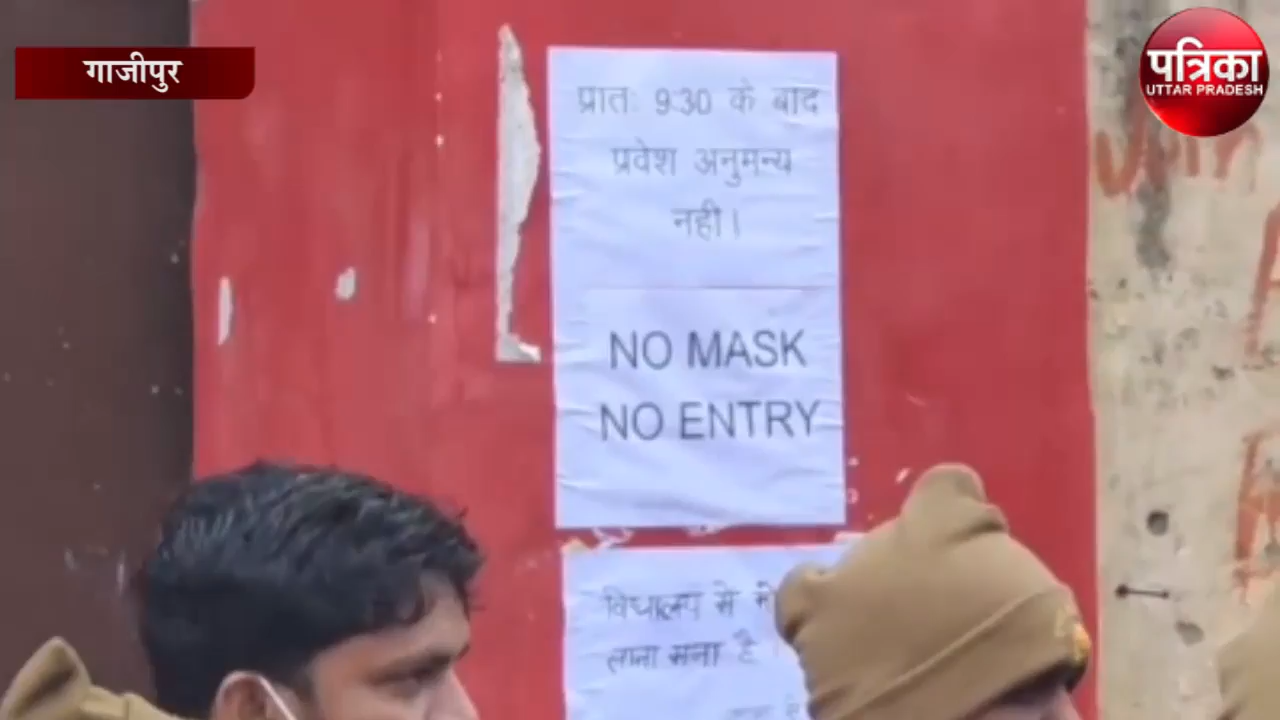 गाजीपुर
पत्रिका
UTTAR PRADESH
प्रातः 9:30 के बाद
प्रवेश अनुमन्य
नही।
NO MASK
NO ENTRY
विधालय मे
लाना मना है